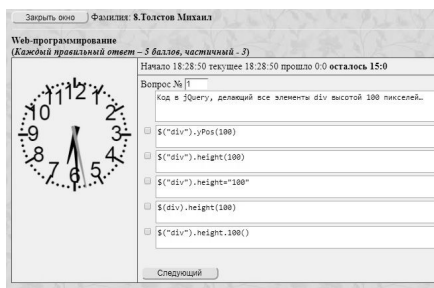 Закрыть окно Фамилия: 8.Толстов Михаил
Web-программирование
(Каждый правильный ответ – 5 баллов, частичный - 3)
Начало 18:28:50 текущее 18:28:50 прошло 0:0 осталось 15:0
Вопрос № 1
Код в jQuery, делающий все элементы div высотой 100 пикселей…
$("div").yPos(100)
$("div").height(100)
$("div").height="100"
$(div).height(100)
$("div").height.100()
Следующий
12
1
2
3
4
5
6
7
8
9
10
11